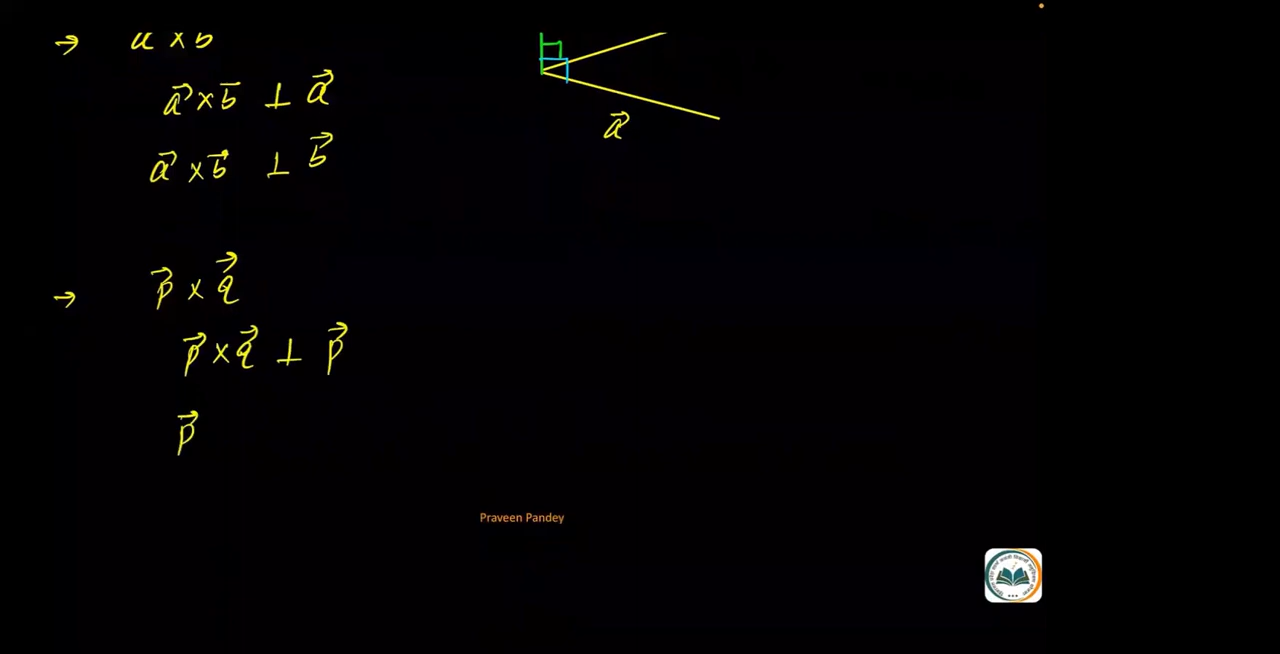 → a × b
a⃗ × b̅ ⊥ a⃗
a⃗ × b⃗ ⊥ b⃗
a⃗
→ p⃗ × q⃗
p⃗ × q⃗ ⊥ p⃗
p⃗
Praveen Pandey